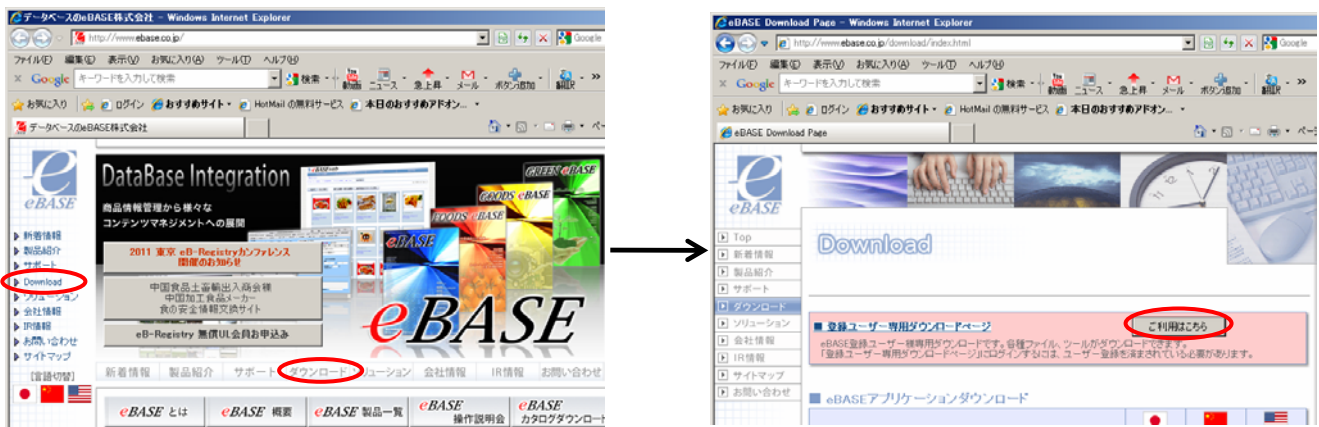 データベースのeBASE株式会社 - Windows Internet Explorer
http://www.ebase.co.jp/
Google
ファイル(F) 編集(E) 表示(V) お気に入り(A) ツール(T) ヘルプ(H)
× Google キーワードを入力して検索 検索 動画 ニュース 急上昇 メール ボタン追加 翻訳 »
お気に入り ログイン おすすめサイト HotMail の無料サービス 本日のおすすめアドオン...
データベースのeBASE株式会社
eBASE
新着情報
製品紹介
サポート
Download
ソリューション
会社情報
IR情報
お問い合わせ
サイトマップ
[言語切替]
DataBase Integration
商品情報管理から様々な
コンテンツマネジメントへの展開
2011 東京 eB-Registryカンファレンス
開催のお知らせ
中国食品土畜輸出入商会様
中国加工食品メーカー
食の安全情報交換サイト
eB-Registry 無償UL会員お申込み
GREEN eBASE
GOODS eBASE
FOODS eBASE
eBASE
eBASE
新着情報 製品紹介 サポート ダウンロード ソリューション 会社情報 IR情報 お問い合わせ
eBASE とは eBASE 概要 eBASE 製品一覧 eBASE 操作説明会 eBASE カタログダウンロー
eBASE Download Page - Windows Internet Explorer
http://www.ebase.co.jp/download/index.html
Google
ファイル(F) 編集(E) 表示(V) お気に入り(A) ツール(T) ヘルプ(H)
× Google キーワードを入力して検索 検索 動画 ニュース 急上昇 メール ボタン追加 翻訳 »
お気に入り ログイン おすすめサイト HotMail の無料サービス 本日のおすすめアドオン...
eBASE Download Page
eBASE
Top
新着情報
製品紹介
サポート
ダウンロード
ソリューション
会社情報
IR情報
サイトマップ
お問い合わせ
Download
■ 登録ユーザー専用ダウンロードページ ご利用はこちら
eBASE登録ユーザー様専用ダウンロードです。各種ファイル、ツールがダウンロードできます。
「登録ユーザー専用ダウンロードページ」にログインするには、ユーザー登録を済まされている必要があります。
■ eBASEアプリケーションダウンロード